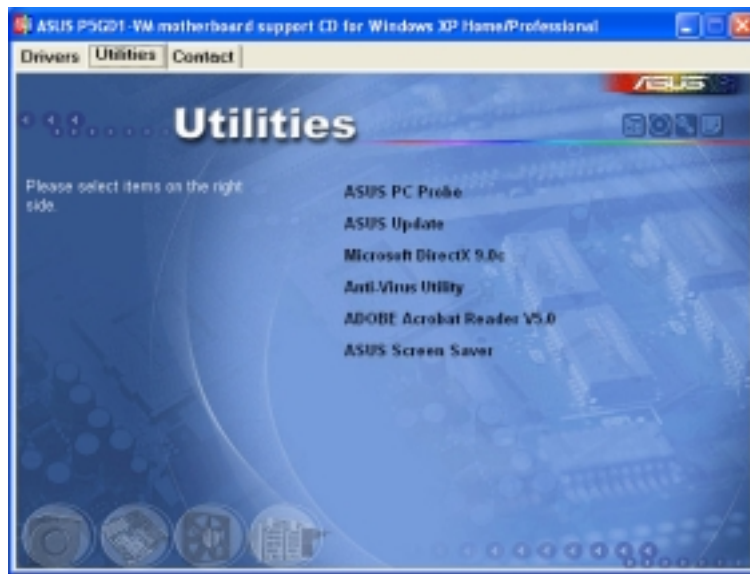 ASUS P5GD1-VM motherboard support CD for Windows XP Home/Professional
Drivers Utilities Contact
ASUS
Utilities
Please select items on the right
side.
ASUS PC Probe
ASUS Update
Microsoft DirectX 9.0c
Anti-Virus Utility
ADOBE Acrobat Reader V5.0
ASUS Screen Saver